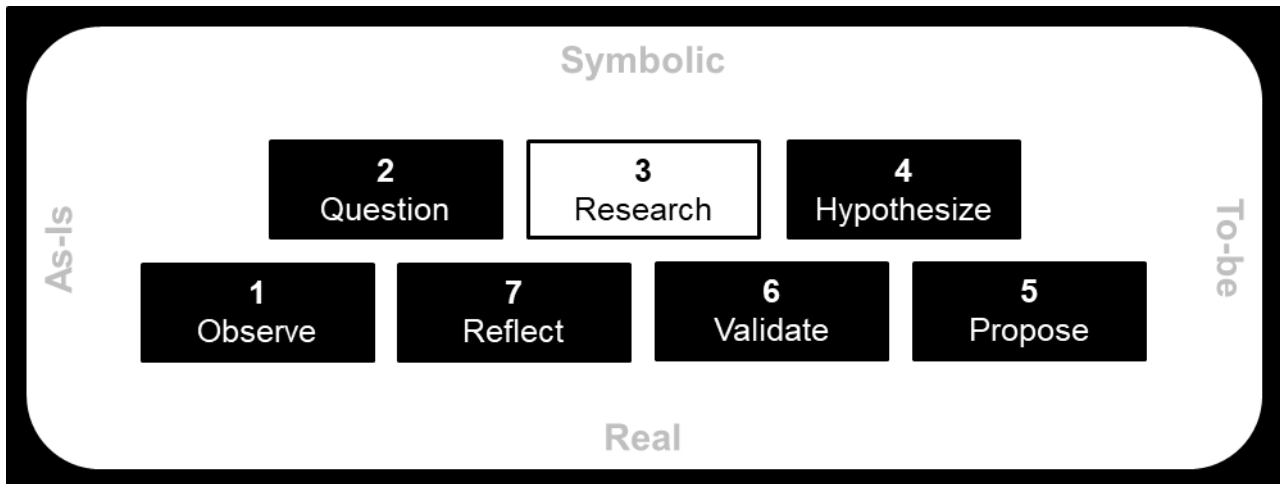 Symbolic
2
Question
3
Research
4
Hypothesize
As-Is
To-be
1
Observe
7
Reflect
6
Validate
5
Propose
Real